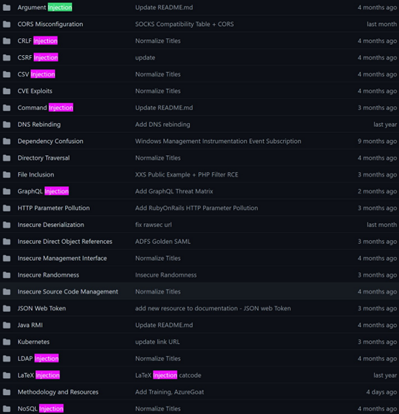 Argument Injection Update README.md 4 months ago
CORS Misconfiguration SOCKS Compatibility Table + CORS last month
CRLF Injection Normalize Titles 4 months ago
CSRF Injection update 4 months ago
CSV Injection Normalize Titles 4 months ago
CVE Exploits Normalize Titles 4 months ago
Command Injection Update README.md 3 months ago
DNS Rebinding Add DNS rebinding last year
Dependency Confusion Windows Management Instrumentation Event Subscription 9 months ago
Directory Traversal Normalize Titles 4 months ago
File Inclusion XXS Public Example + PHP Filter RCE 3 months ago
GraphQL Injection Add GraphQL Threat Matrix 2 months ago
HTTP Parameter Pollution Add RubyOnRails HTTP Parameter Pollution 3 months ago
Insecure Deserialization fix rawsec url last month
Insecure Direct Object References ADFS Golden SAML 3 months ago
Insecure Management Interface Normalize Titles 4 months ago
Insecure Randomness Insecure Randomness 3 months ago
Insecure Source Code Management Normalize Titles 4 months ago
JSON Web Token add new resource to documentation - JSON web Token 3 months ago
Java RMI Update README.md 4 months ago
Kubernetes update link URL 3 months ago
LDAP Injection Normalize Titles 4 months ago
LaTeX Injection LaTeX Injection catcode last year
Methodology and Resources Add Training, AzureGoat 4 days ago
NoSQL Injection Normalize Titles 4 months ago